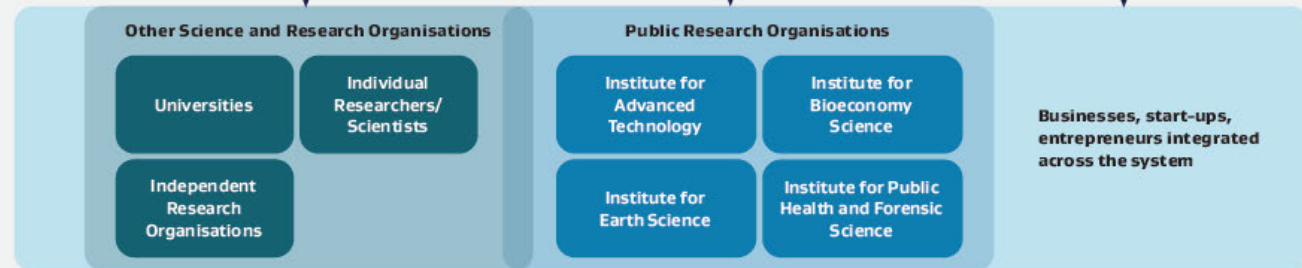 Other Science and Research Organisations
Universities
Individual
Researchers/
Scientists
Independent
Research
Organisations
Public Research Organisations
Institute for
Advanced
Technology
Institute for
Bioeconomy
Science
Institute for
Earth Science
Institute for Public
Health and Forensic
Science
Businesses, start-ups,
entrepreneurs integrated
across the system